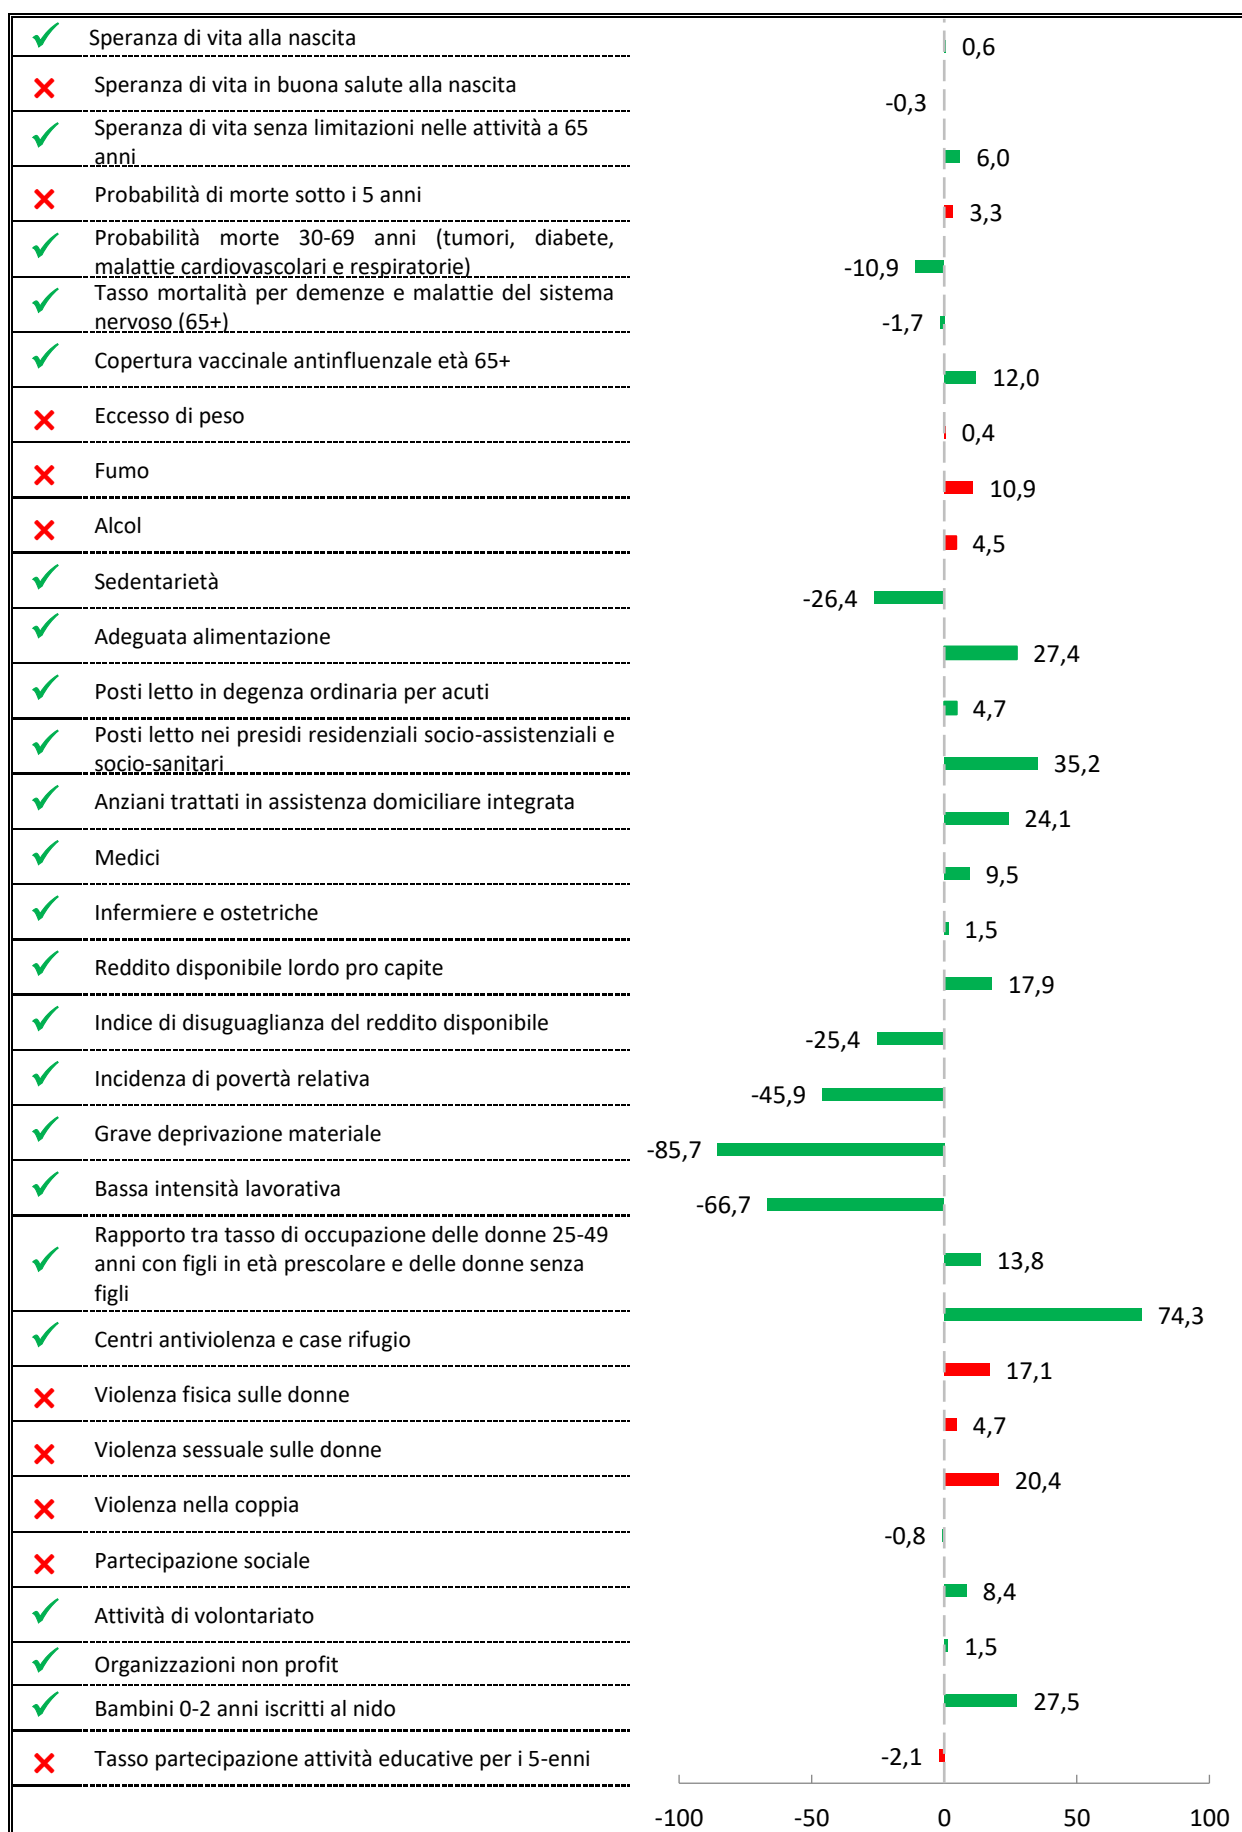 Speranza di vita alla nascita
0,6
Speranza di vita in buona salute alla nascita
-0,3
Speranza di vita senza limitazioni nelle attività a 65
anni
6,0
Probabilità di morte sotto i 5 anni
3,3
Probabilità morte 30-69 anni (tumori, diabete,
malattie cardiovascolari e respiratorie)
-10,9
Tasso mortalità per demenze e malattie del sistema
nervoso (65+)
-1,7
Copertura vaccinale antinfluenzale età 65+
12,0
Eccesso di peso
0,4
Fumo
10,9
Alcol
4,5
Sedentarietà
-26,4
Adeguata alimentazione
27,4
Posti letto in degenza ordinaria per acuti
4,7
Posti letto nei presidi residenziali socio-assistenziali e
socio-sanitari
35,2
Anziani trattati in assistenza domiciliare integrata
24,1
Medici
9,5
Infermiere e ostetriche
1,5
Reddito disponibile lordo pro capite
17,9
Indice di disuguaglianza del reddito disponibile
-25,4
Incidenza di povertà relativa
-45,9
Grave deprivazione materiale
-85,7
Bassa intensità lavorativa
-66,7
Rapporto tra tasso di occupazione delle donne 25-49
anni con figli in età prescolare e delle donne senza
figli
13,8
Centri antiviolenza e case rifugio
74,3
Violenza fisica sulle donne
17,1
Violenza sessuale sulle donne
4,7
Violenza nella coppia
20,4
Partecipazione sociale
-0,8
Attività di volontariato
8,4
Organizzazioni non profit
1,5
Bambini 0-2 anni iscritti al nido
27,5
Tasso partecipazione attività educative per i 5-enni
-2,1
-100 -50 0 50 100